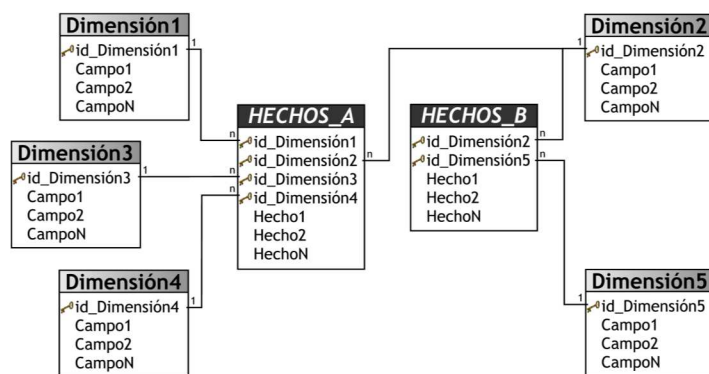 Dimensión1
id_Dimensión1
Campo1
Campo2
CampoN
1
Dimensión2
id_Dimensión2
Campo1
Campo2
CampoN
1
HECHOS_A
id_Dimensión1
id_Dimensión2
id_Dimensión3
id_Dimensión4
Hecho1
Hecho2
HechoN
n
n
n
n
HECHOS_B
id_Dimensión2
id_Dimensión5
Hecho1
Hecho2
HechoN
n
n
Dimensión3
id_Dimensión3
Campo1
Campo2
CampoN
1
Dimensión4
id_Dimensión4
Campo1
Campo2
CampoN
1
Dimensión5
id_Dimensión5
Campo1
Campo2
CampoN
1